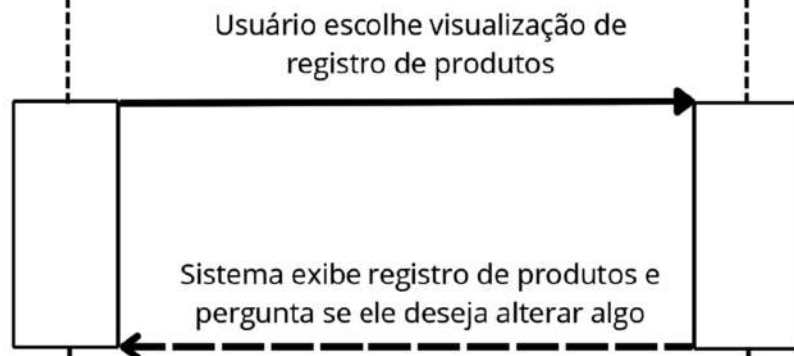 Usuário escolhe visualização de
registro de produtos
Sistema exibe registro de produtos e
pergunta se ele deseja alterar algo